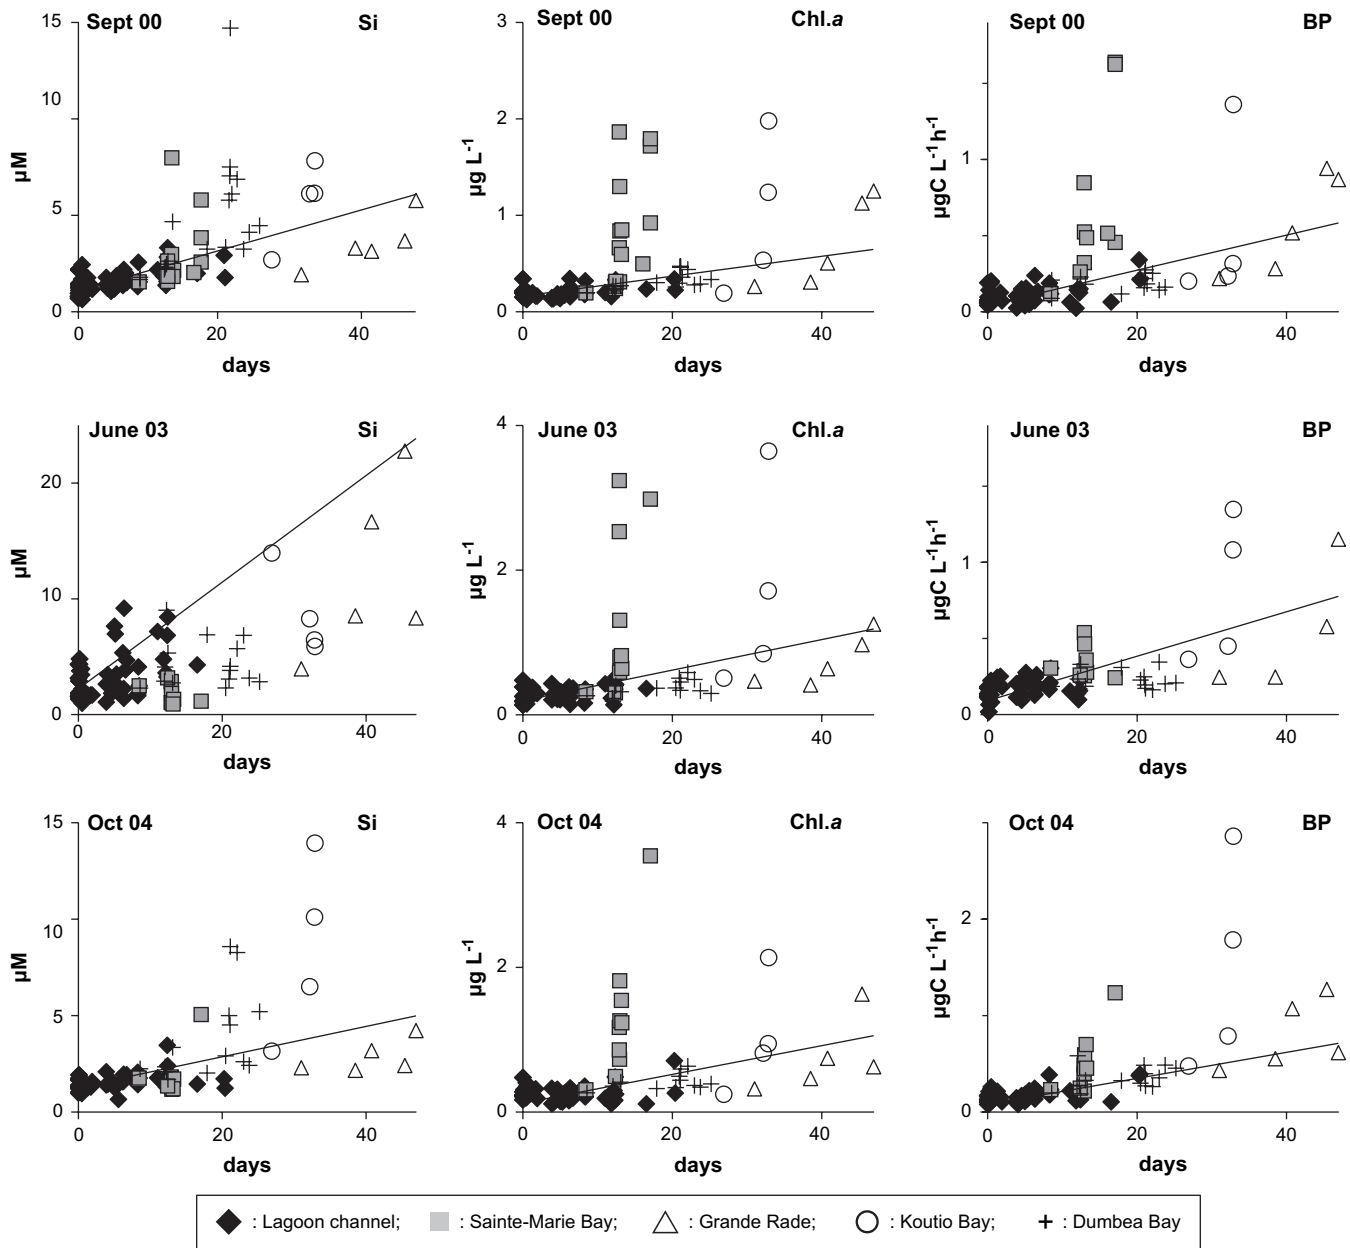 Sept 00 Si
15
10
5
0
µM
0 20 40
days
Sept 00 Chl.a
3
2
1
0
µg L-1
0 20 40
days
Sept 00 BP
1
0
µgC L-1h-1
0 20 40
days
June 03 Si
20
10
0
µM
0 20 40
days
June 03 Chl.a
4
2
0
µg L-1
0 20 40
days
June 03 BP
1
0
µgC L-1h-1
0 20 40
days
Oct 04 Si
15
10
5
0
µM
0 20 40
days
Oct 04 Chl.a
4
2
0
µg L-1
0 20 40
days
Oct 04 BP
3
2
0
µgC L-1h-1
0 20 40
days
: Lagoon channel; : Sainte-Marie Bay; : Grande Rade; : Koutio Bay; : Dumbea Bay